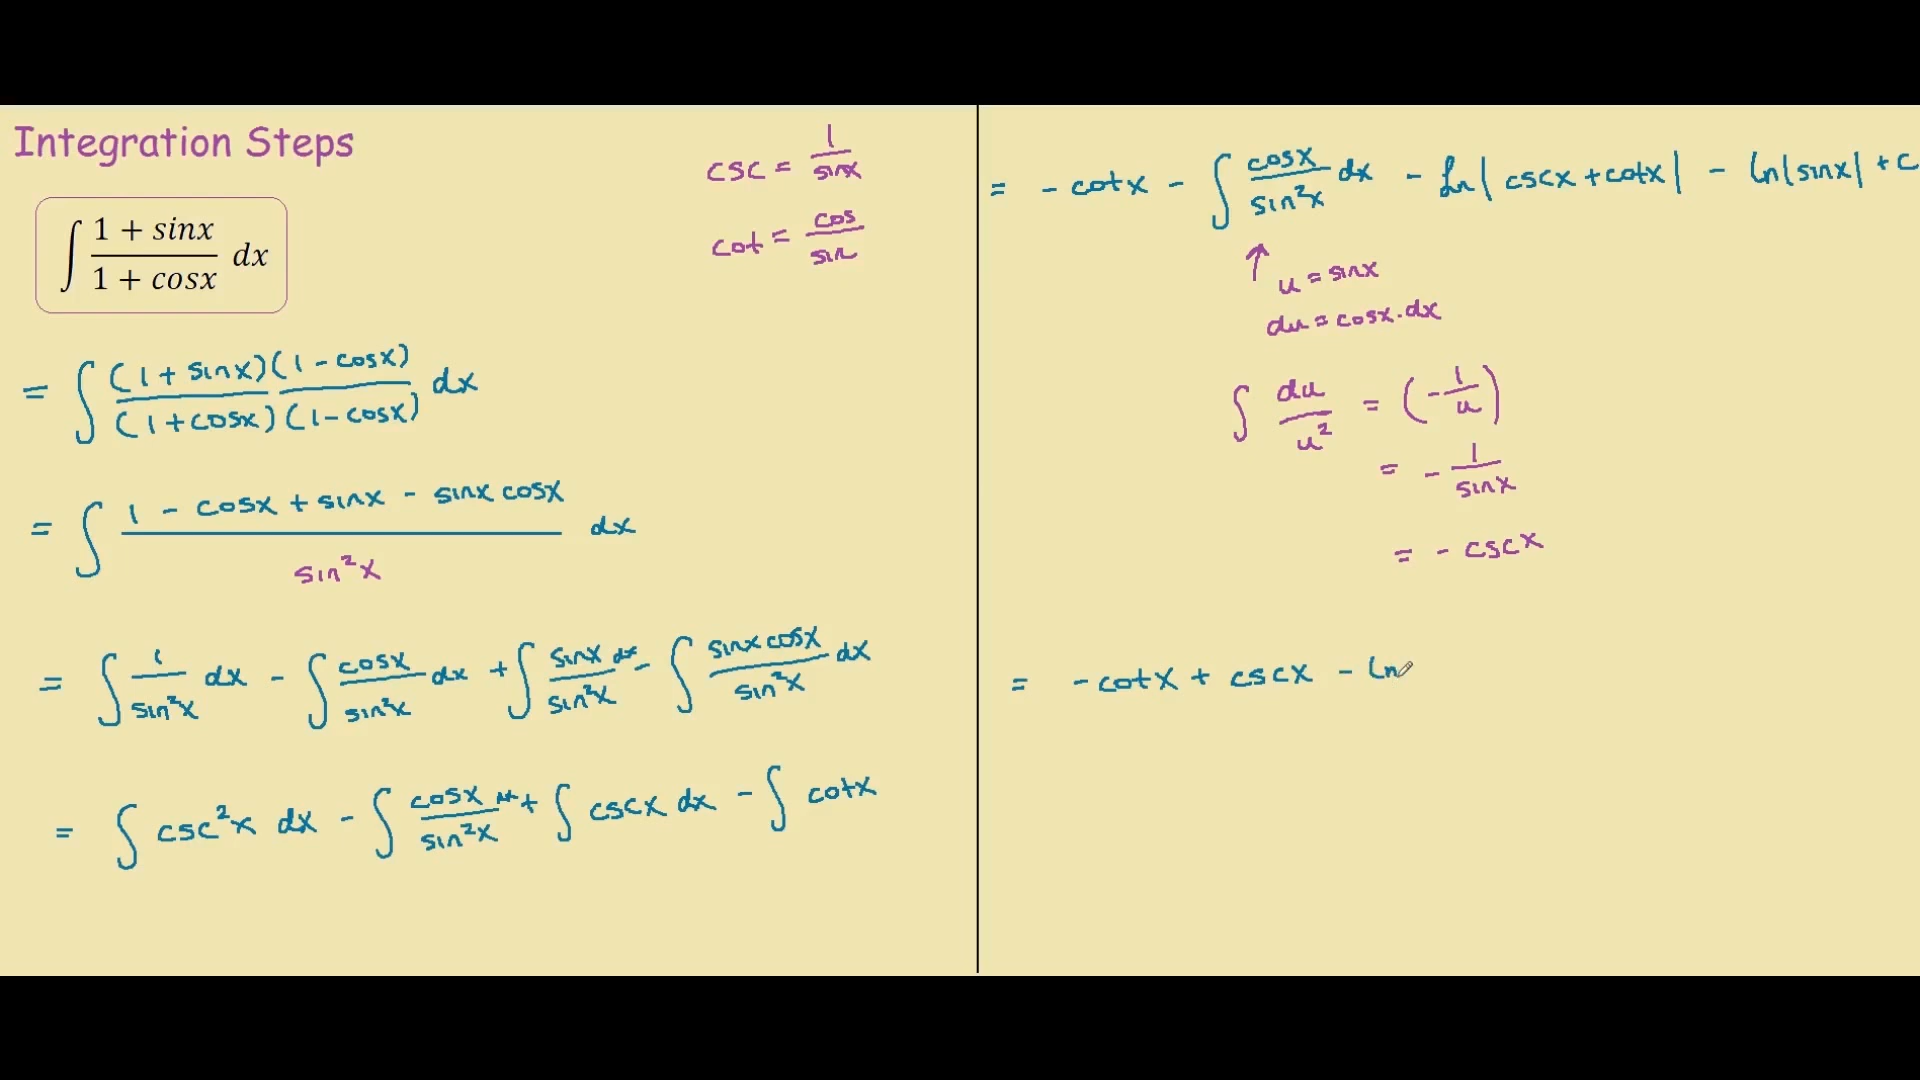 Integration Steps
∫ (1 + sinx)/(1 + cosx) dx
csc = 1/sinx
cot = cos/sin
= ∫ (1 + sinx)(1 - cosx)/(1 + cosx)(1 - cosx) dx
= ∫ (1 - cosx + sinx - sinx cosx)/sin²x dx
= ∫ 1/sin²x dx - ∫ cosx/sin²x dx + ∫ sinx/sin²x dx - ∫ sinx cosx/sin²x dx
= ∫ csc²x dx - ∫ cosx/sin²x dx + ∫ cscx dx - ∫ cotx
= - cotx - ∫ cosx/sin²x dx - ln| cscx + cotx | - ln|sinx| + c
↑ u = sinx
du = cosx . dx
∫ du/u² = (- 1/u)
= - 1/sinx
= - cscx
= - cotx + cscx - ln